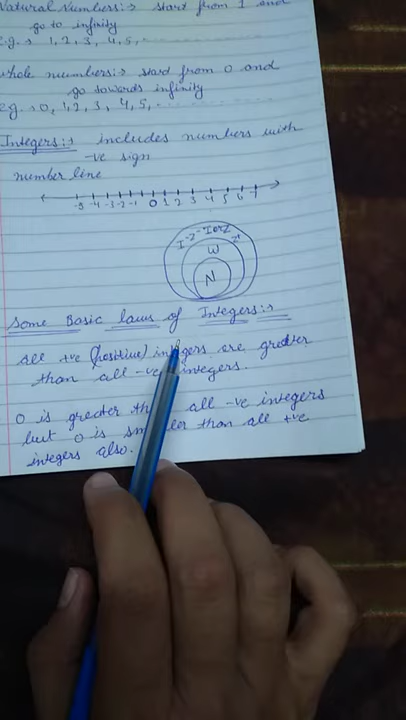 Natural Numbers:→ start from 1 and
go to infinity
e.g.→ 1, 2, 3, 4, 5, ........
whole numbers:→ start from 0 and
go towards infinity
e.g.→ 0, 1, 2, 3, 4, 5, ........
Integers:→ includes numbers with
-ve sign
number line
-5 -4 -3 -2 -1 0 1 2 3 4 5 6 7
W
N
Some Basic laws of Integers:→
All +ve (positive) integers are greater
than all -ve integers.
0 is greater than all -ve integers
but 0 is smaller than all +ve
integers also.